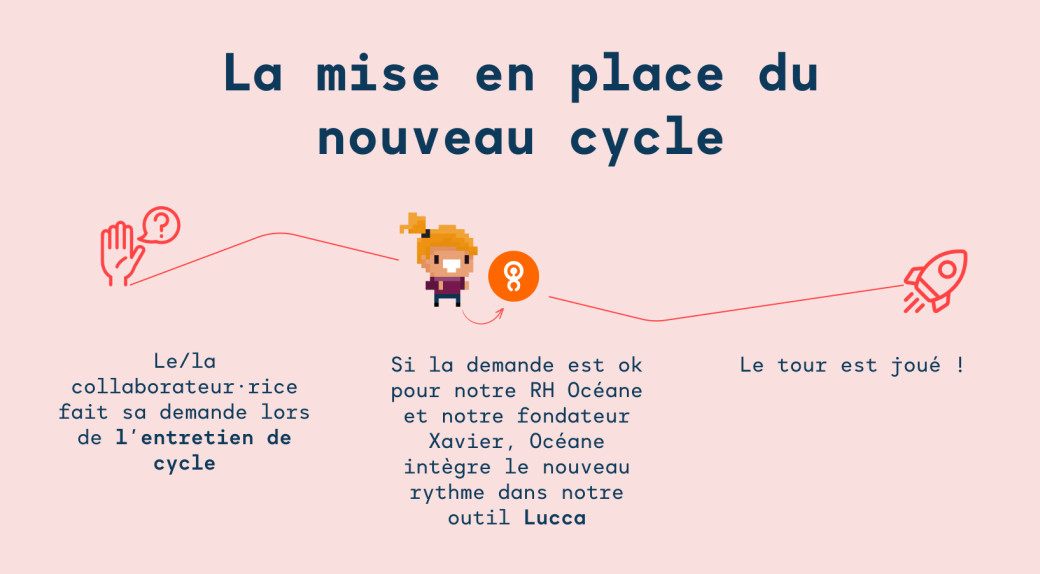 La mise en place du
nouveau cycle
?
Le/la
collaborateur·rice
fait sa demande lors
de l'entretien de
cycle
Si la demande est ok
pour notre RH Océane
et notre fondateur
Xavier, Océane
intègre le nouveau
rythme dans notre
outil Lucca
Le tour est joué !